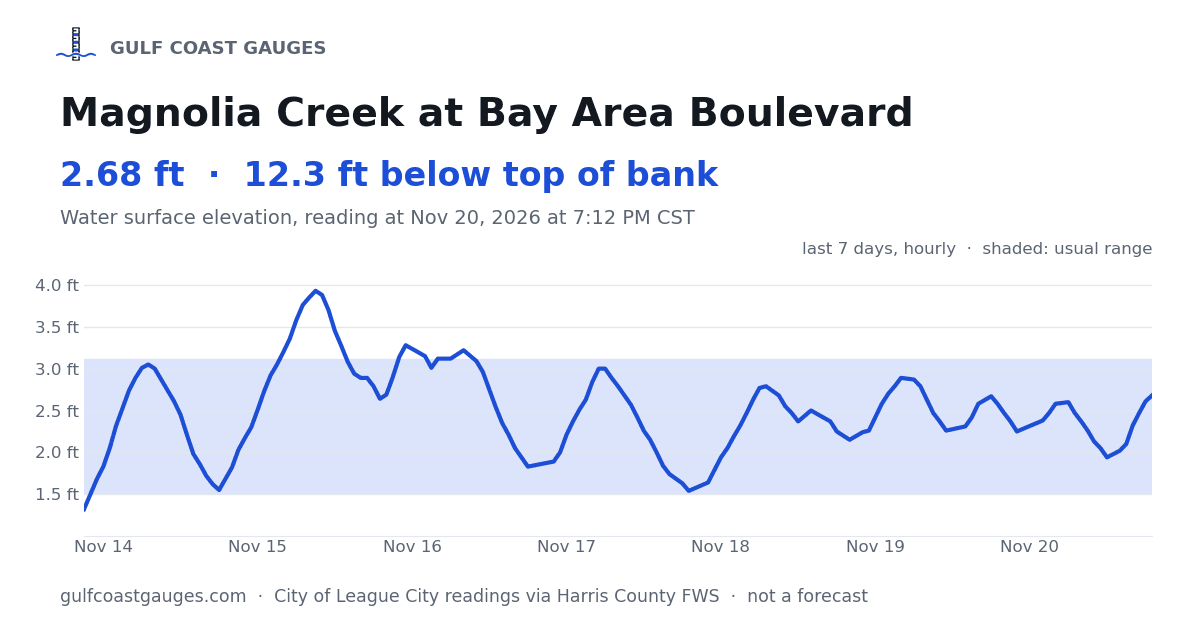 GULF COAST GAUGES
Magnolia Creek at Bay Area Boulevard
2.68 ft · 12.3 ft below top of bank
Water surface elevation, reading at Nov 20, 2026 at 7:12 PM CST
last 7 days, hourly · shaded: usual range
4.0 ft
3.5 ft
3.0 ft
2.5 ft
2.0 ft
1.5 ft
Nov 14 Nov 15 Nov 16 Nov 17 Nov 18 Nov 19 Nov 20
gulfcoastgauges.com · City of League City readings via Harris County FWS · not a forecast